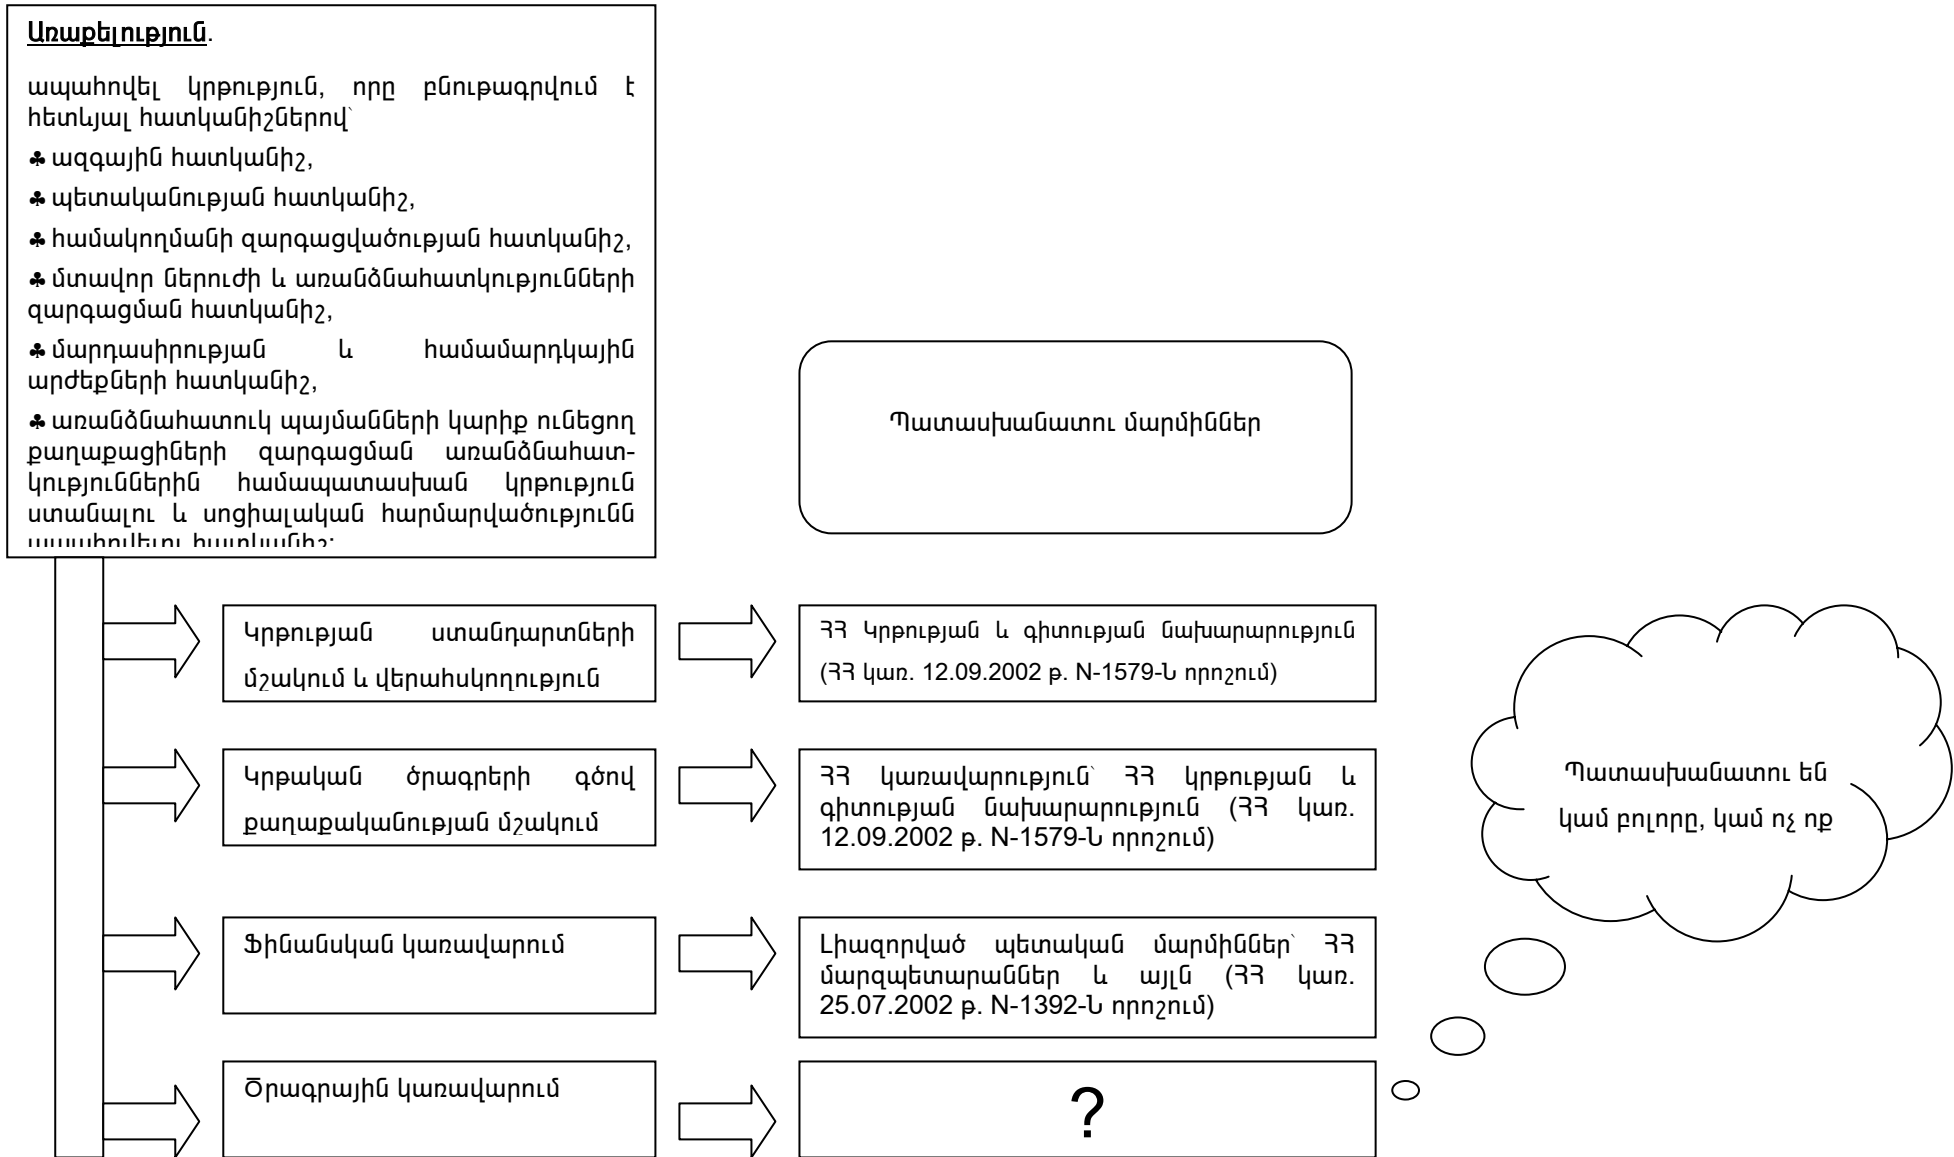 Առաքելություն.
ապահովել կրթություն, որը բնութագրվում է
հետևյալ հատկանիշներով՝
♣ ազգային հատկանիշ,
♣ պետականության հատկանիշ,
♣ համակողմանի զարգացվածության հատկանիշ,
♣ մտավոր ներուժի և առանձնահատկությունների
զարգացման հատկանիշ,
♣ մարդասիրության և համամարդկային
արժեքների հատկանիշ,
♣ առանձնահատուկ պայմանների կարիք ունեցող
քաղաքացիների զարգացման առանձնահատ-
կություններին համապատասխան կրթություն
ստանալու և սոցիալական հարմարվածությունն
ապահովելու հատկանիշ:
Պատասխանատու մարմիններ
Կրթության ստանդարտների
մշակում և վերահսկողություն
ՀՀ Կրթության և գիտության նախարարություն
(ՀՀ կառ. 12.09.2002 թ. N-1579-Ն որոշում)
Կրթական ծրագրերի գծով
քաղաքականության մշակում
ՀՀ կառավարություն՝ ՀՀ կրթության և
գիտության նախարարություն (ՀՀ կառ.
12.09.2002 թ. N-1579-Ն որոշում)
Պատասխանատու են
կամ բոլորը, կամ ոչ ոք
Ֆինանսկան կառավարում
Լիազորված պետական մարմիններ՝ ՀՀ
մարզպետարաններ և այլն (ՀՀ կառ.
25.07.2002 թ. N-1392-Ն որոշում)
Ծրագրային կառավարում
?